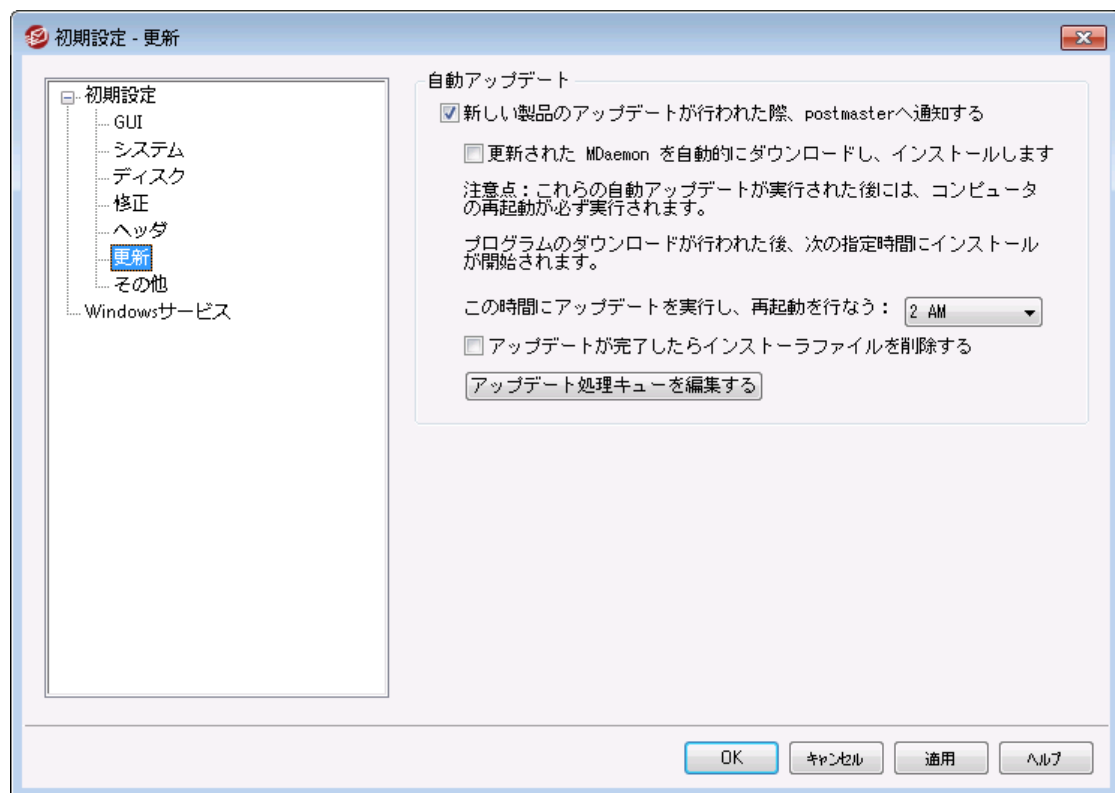 初期設定 - 更新
初期設定
GUI
システム
ディスク
修正
ヘッダ
更新
その他
Windowsサービス
自動アップデート
新しい製品のアップデートが行われた際、postmasterへ通知する
更新された MDaemon を自動的にダウンロードし、インストールします
注意点：これらの自動アップデートが実行された後には、コンピュータ
の再起動が必ず実行されます。
プログラムのダウンロードが行われた後、次の指定時間にインストール
が開始されます。
この時間にアップデートを実行し、再起動を行なう： 2 AM
アップデートが完了したらインストーラファイルを削除する
アップデート処理キューを編集する
OK キャンセル 適用 ヘルプ